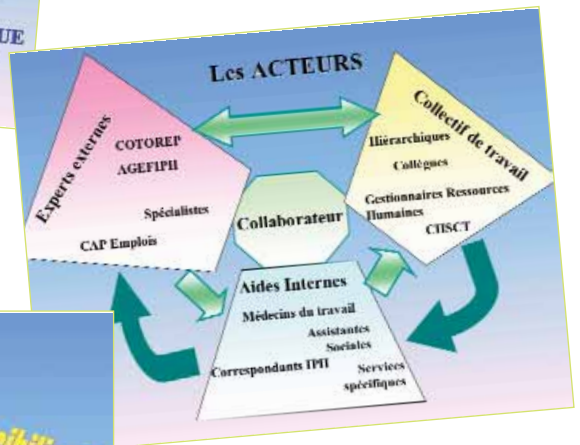 UE
Les ACTEURS
Experts externes
COTOREP
AGEFIPH
Spécialistes
CAP Emplois
Collectif de travail
Hiérarchiques
Collègues
Gestionnaires Ressources
Humaines
CHSCT
Collaborateur
Aides Internes
Médecins du travail
Assistantes
Sociales
Correspondants IPH
Services
spécifiques